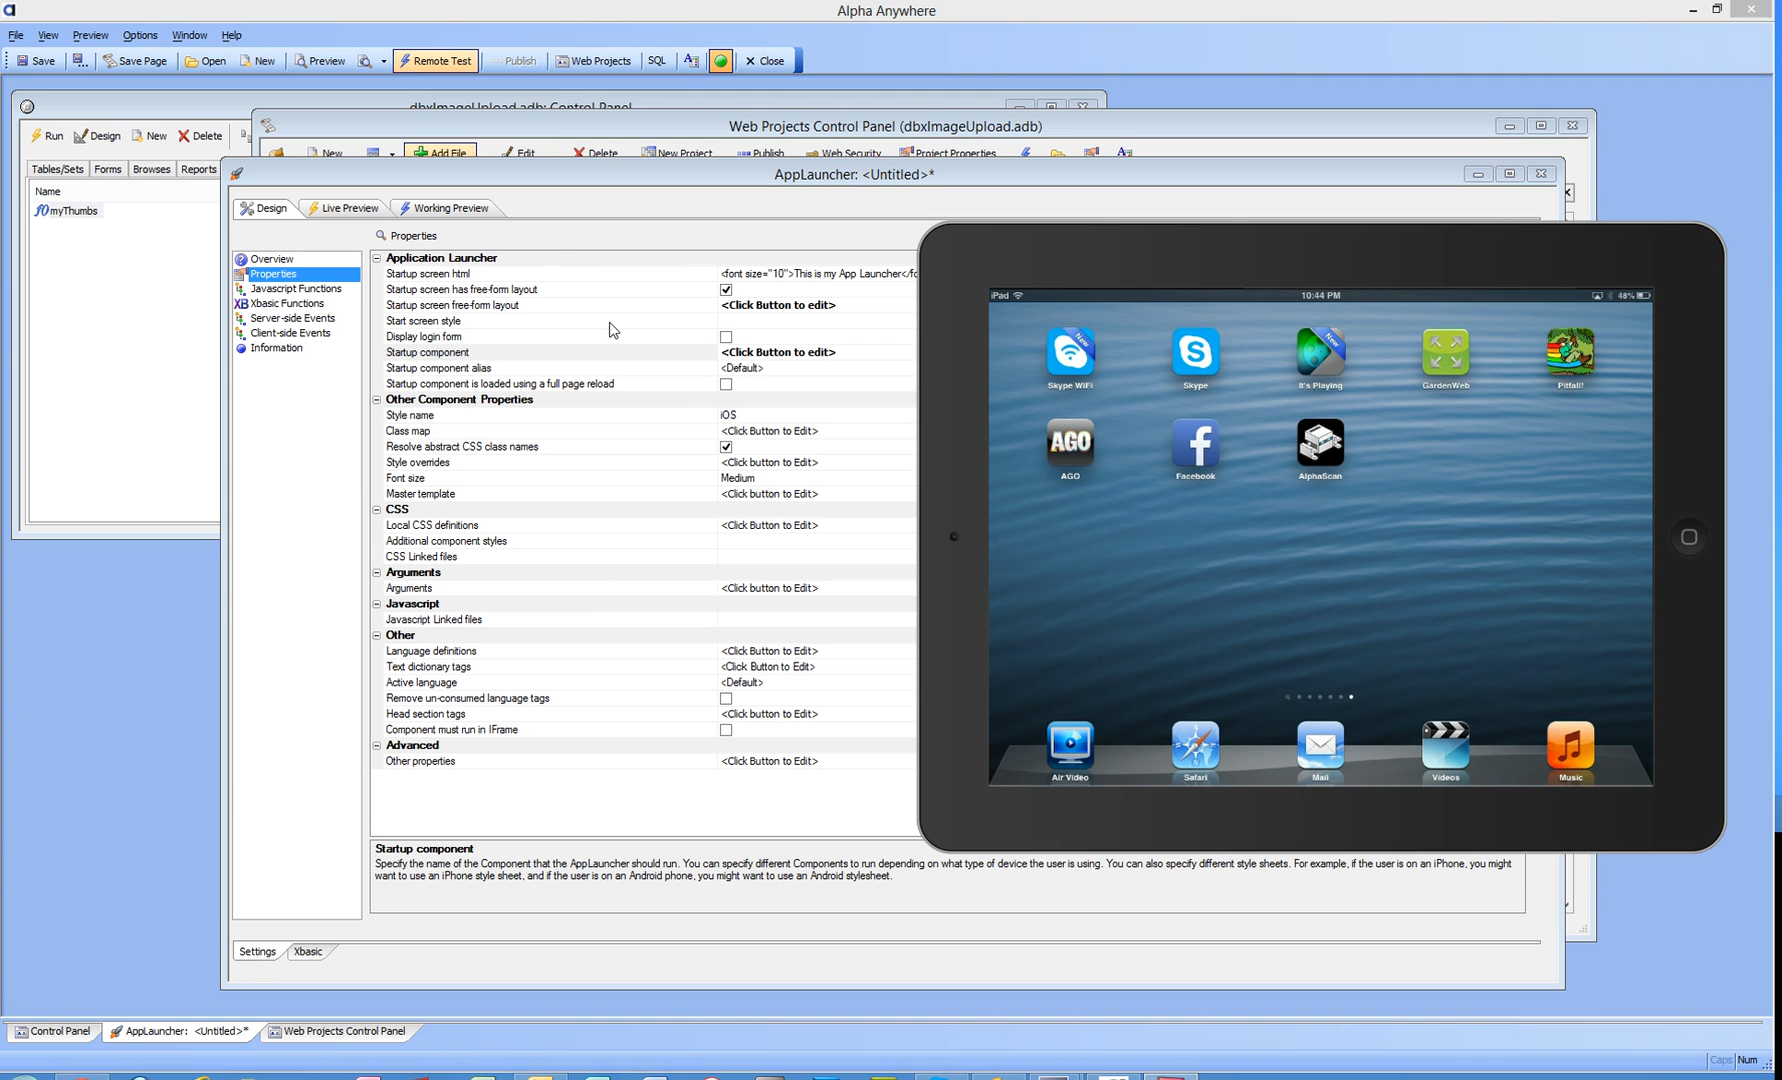 Alpha Anywhere
File View Preview Options Window Help
Save Save Page Open New Preview Remote Test Publish Web Projects SQL Close
dbxImageUpload.adb: Control Panel
Web Projects Control Panel (dbxImageUpload.adb)
Run Design New Delete
New Add File Edit Delete New Project Publish Web Security Project Properties
Tables/Sets Forms Browses Reports
AppLauncher: <Untitled>*
Name
myThumbs
Design Live Preview Working Preview
Properties
Overview
Properties
Javascript Functions
Xbasic Functions
Server-side Events
Client-side Events
Information
Application Launcher
Startup screen html <font size="10">This is my App Launcher</fo
Startup screen has free-form layout
Startup screen free-form layout <Click Button to edit>
Start screen style
Display login form
Startup component <Click Button to edit>
Startup component alias <Default>
Startup component is loaded using a full page reload
Other Component Properties
Style name iOS
Class map <Click Button to Edit>
Resolve abstract CSS class names
Style overrides <Click button to Edit>
Font size Medium
Master template <Click button to Edit>
CSS
Local CSS definitions <Click Button to Edit>
Additional component styles
CSS Linked files
Arguments
Arguments <Click button to Edit>
Javascript
Javascript Linked files
Other
Language definitions <Click Button to Edit>
Text dictionary tags <Click Button to Edit>
Active language <Default>
Remove un-consumed language tags
Head section tags <Click button to Edit>
Component must run in IFrame
Advanced
Other properties <Click Button to Edit>
iPad 10:44 PM 48%
New New
Skype WiFi Skype It's Playing GardenWeb Pitfall!
AGO
AGO Facebook AlphaScan
Air Video Safari Mail Videos Music
Startup component
Specify the name of the Component that the AppLauncher should run. You can specify different Components to run depending on what type of device the user is using. You can also specify different style sheets. For example, if the user is on an iPhone, you might
want to use an iPhone style sheet, and if the user is on an Android phone, you might want to use an Android stylesheet.
Settings Xbasic
Control Panel AppLauncher: <Untitled>* Web Projects Control Panel
Caps Num